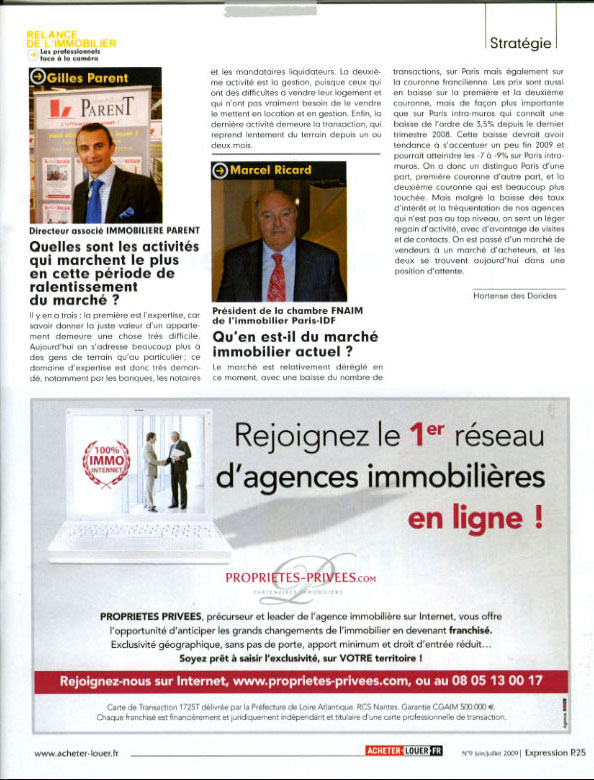 RELANCE
DE L'IMMOBILIER
Les professionnels
face à la caméra
Stratégie
Gilles Parent
PARENT
Directeur associé IMMOBILIERE PARENT
Quelles sont les activités
qui marchent le plus
en cette période de
ralentissement
du marché ?
Il y en a trois : la première est l'expertise, car
savoir donner la juste valeur d'un apparte-
ment demeure une chose très difficile.
Aujourd'hui on s'adresse beaucoup plus à
des gens de terrain qu'au particulier ; ce
domaine d'expertise est donc très deman-
dé, notamment par les banques, les notaires
et les mandataires liquidateurs. La deuxiè-
me activité est la gestion, puisque ceux qui
ont des difficultés à vendre leur logement et
qui n'ont pas vraiment besoin de le vendre
le mettent en location et en gestion. Enfin, la
dernière activité demeure la transaction, qui
reprend lentement du terrain depuis un ou
deux mois.
Marcel Ricard
Président de la chambre FNAIM
de l'immobilier Paris-IDF
Qu'en est-il du marché
immobilier actuel ?
Le marché est relativement déréglé en
ce moment, avec une baisse du nombre de
transactions, sur Paris mais également sur
la couronne francilienne. Les prix sont aussi
en baisse sur la première et la deuxième
couronne, mais de façon plus importante
que sur Paris intra-muros qui connaît une
baisse de l'ordre de 3,5% depuis le dernier
trimestre 2008. Cette baisse devrait avoir
tendance à s'accentuer un peu fin 2009 et
pourrait atteindre les -7 à -9% sur Paris intra-
muros. On a donc un distinguo Paris d'une
part, première couronne d'autre part, et la
deuxième couronne qui est beaucoup plus
touchée. Mais malgré la baisse des taux
d'intérêt et la fréquentation de nos agences
qui n'est pas au top niveau, on sent un léger
regain d'activité, avec d'avantage de visites
et de contacts. On est passé d'un marché de
vendeurs à un marché d'acheteurs, et les
deux se trouvent aujourd'hui dans une
position d'attente.
Hortense des Dorides
100%
IMMO
INTERNET
Rejoignez le 1er réseau
d'agences immobilières
en ligne !
PROPRIETES-PRIVEES.COM
PARTENAIRES IMMOBILIERS
PROPRIETES PRIVEES, précurseur et leader de l'agence immobilière sur Internet, vous offre
l'opportunité d'anticiper les grands changements de l'immobilier en devenant franchisé.
Exclusivité géographique, sans pas de porte, apport minimum et droit d'entrée réduit...
Soyez prêt à saisir l'exclusivité, sur VOTRE territoire !
Rejoignez-nous sur Internet, www.proprietes-privees.com, ou au 08 05 13 00 17
Carte de Transaction 1725T délivrée par la Préfecture de Loire Atlantique. RCS Nantes. Garantie CGAIM 500.000 €.
Chaque franchisé est financièrement et juridiquement indépendant et titulaire d'une carte professionnelle de transaction.
www.acheter-louer.fr
ACHETER-LOUER.FR
N°9 juin/juillet 2009 | Expression P.25